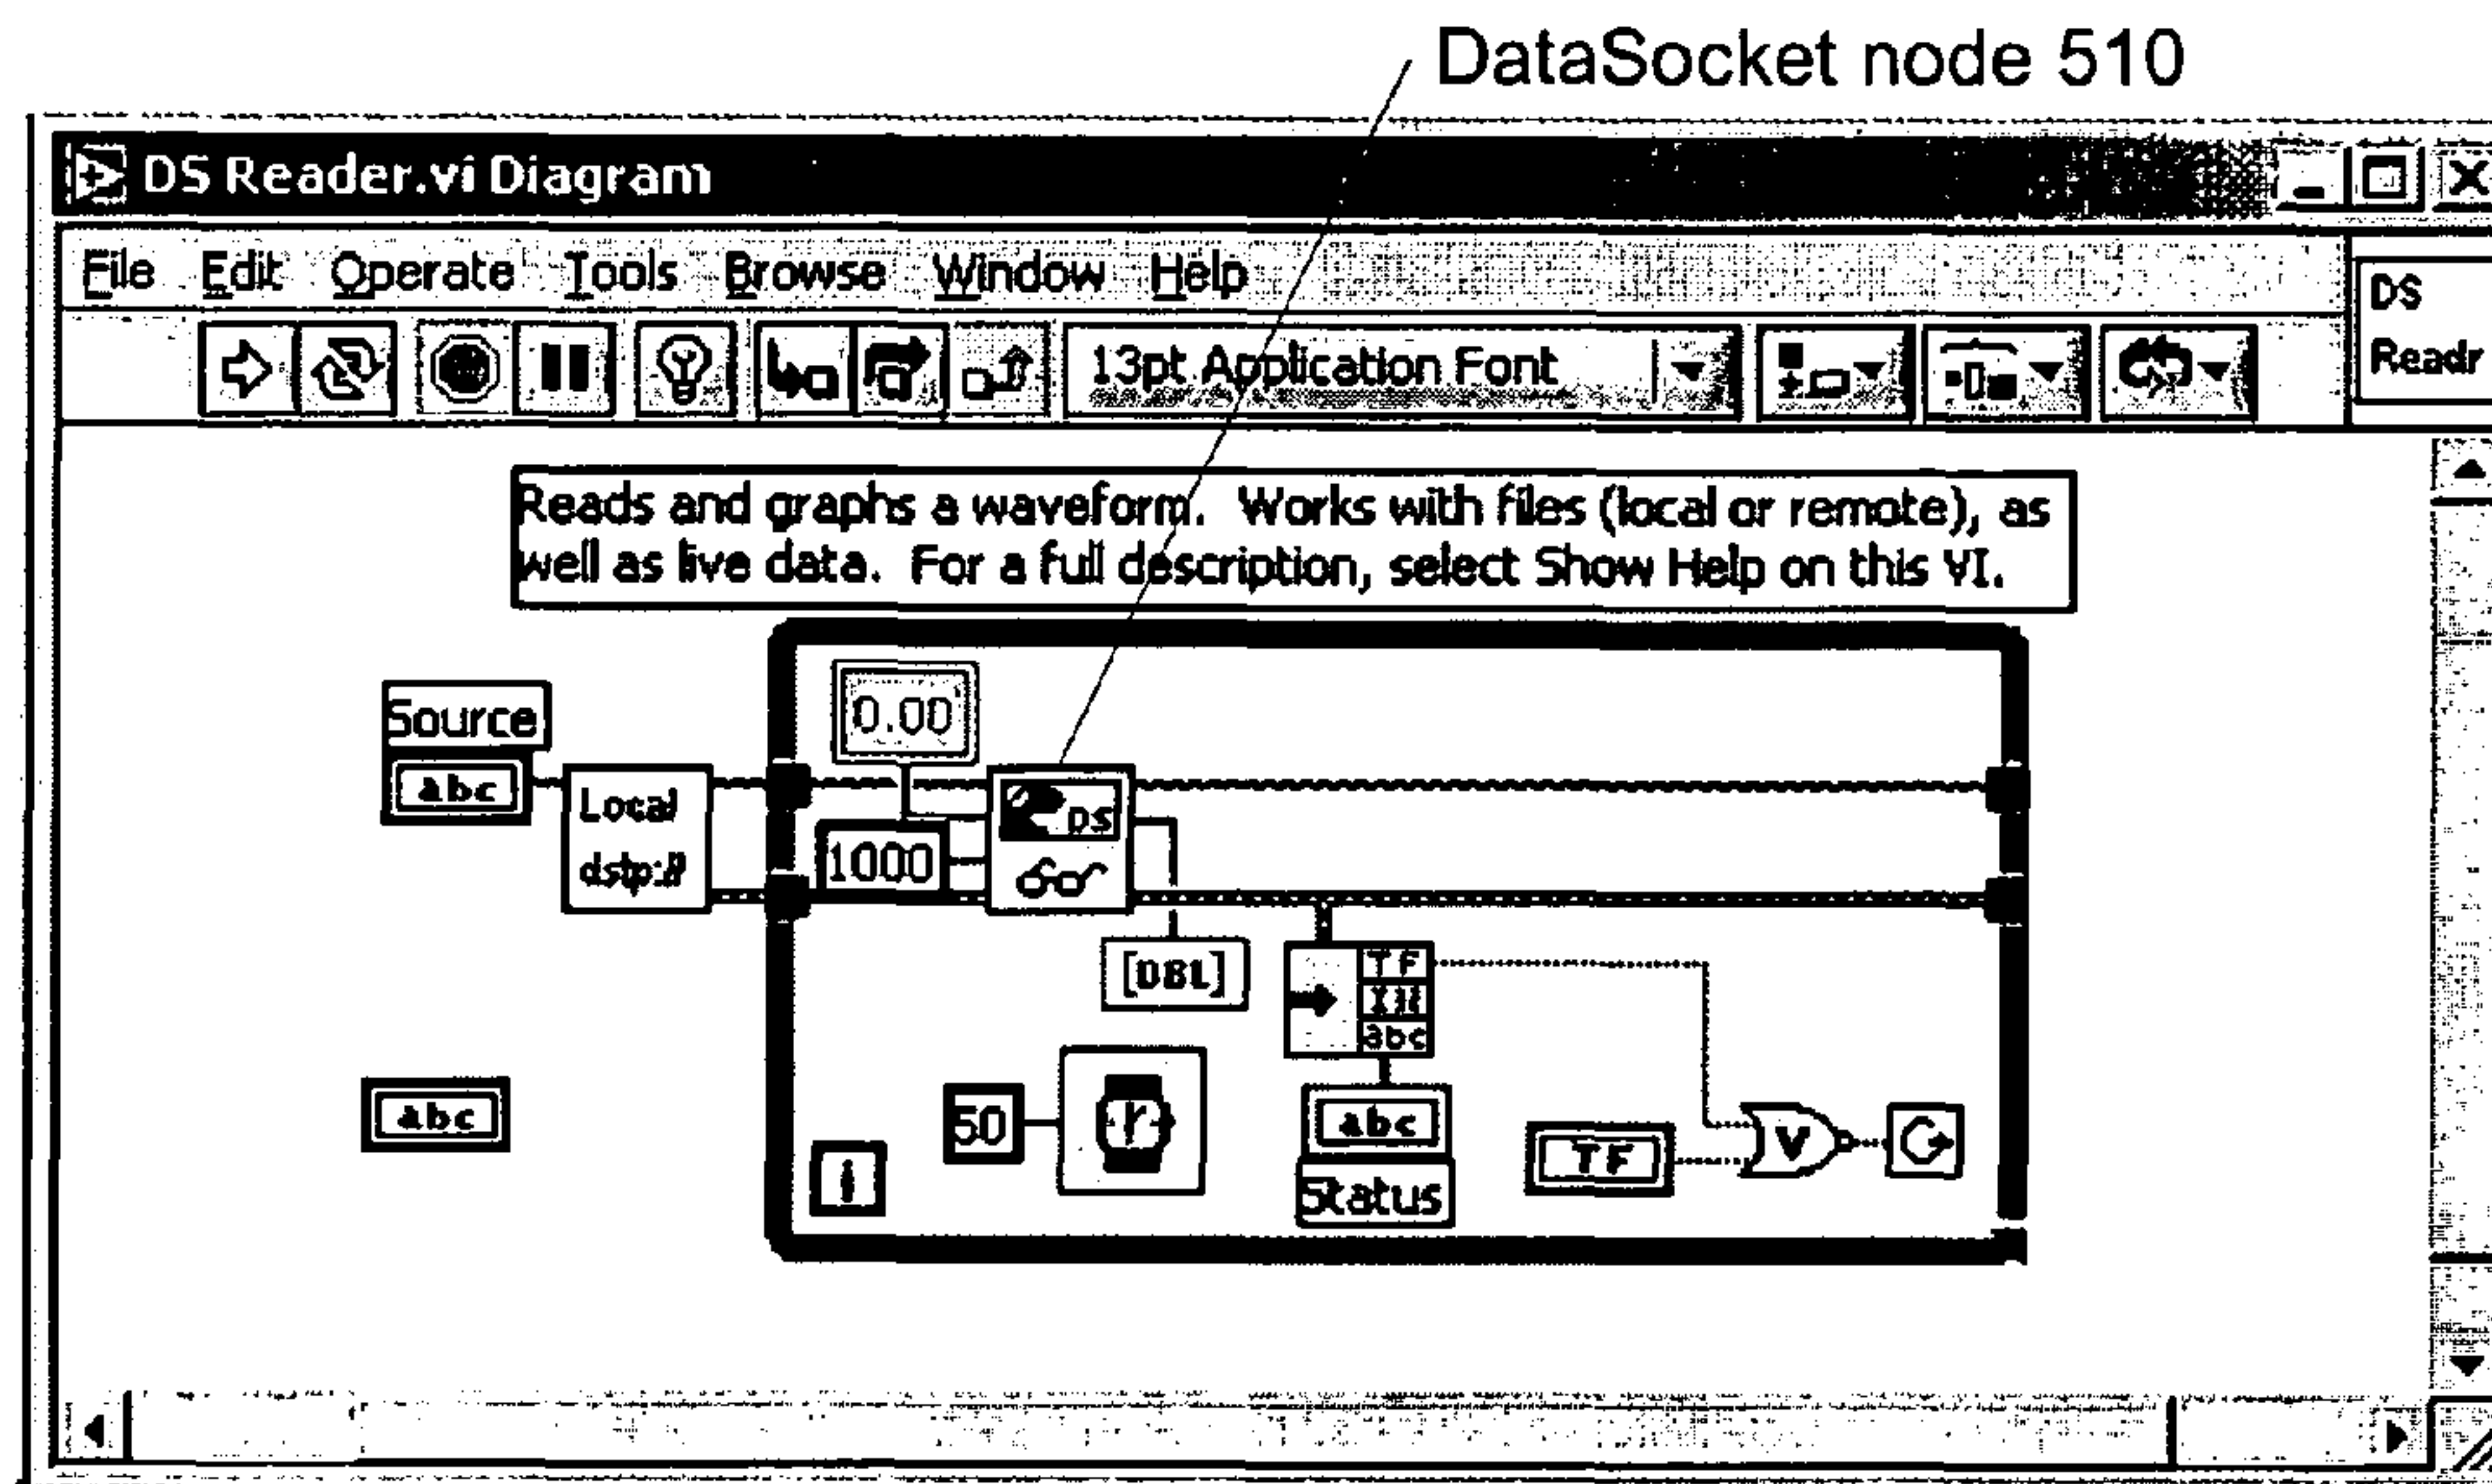 DataSocket node 510
DS Reader.vi Diagram
File Edit Operate Tools Browse Window Help
DS
Readr
13pt Application Font
Reads and graphs a waveform. Works with files (local or remote), as
well as live data. For a full description, select Show Help on this VI.
0.00
Source
abc
Local
dstp://
DS
1000
[DBL]
TF
abc
abc
50
abc
TF
V
i
Status